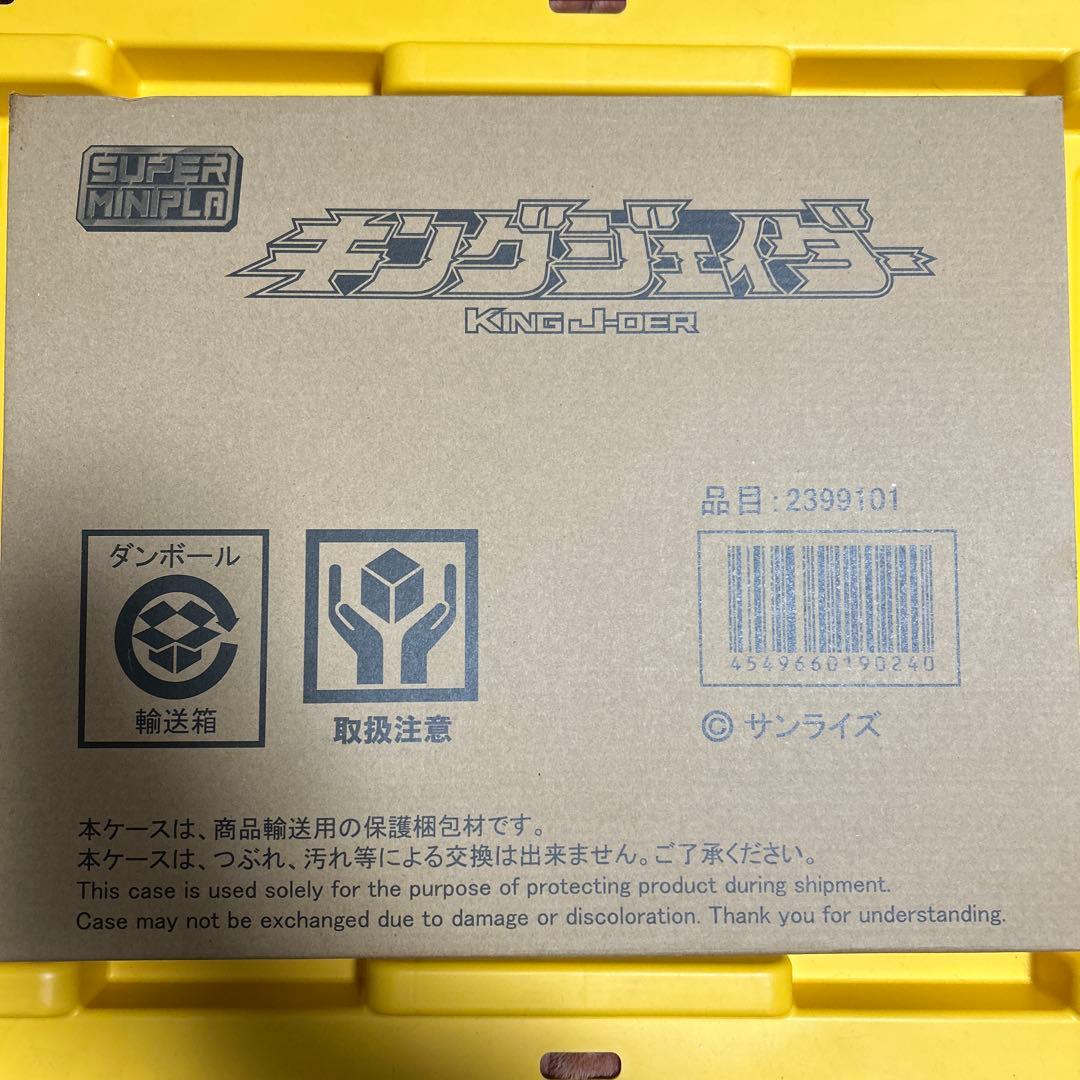 SUPER
MINIPLA
キングジェイダー
KING J-DER
品目:2399101
ダンボール
輸送箱
取扱注意
4549660190240
© サンライズ
本ケースは、商品輸送用の保護梱包材です。
本ケースは、つぶれ、汚れ等による交換は出来ません。ご了承ください。
This case is used solely for the purpose of protecting product during shipment.
Case may not be exchanged due to damage or discoloration. Thank you for understanding.